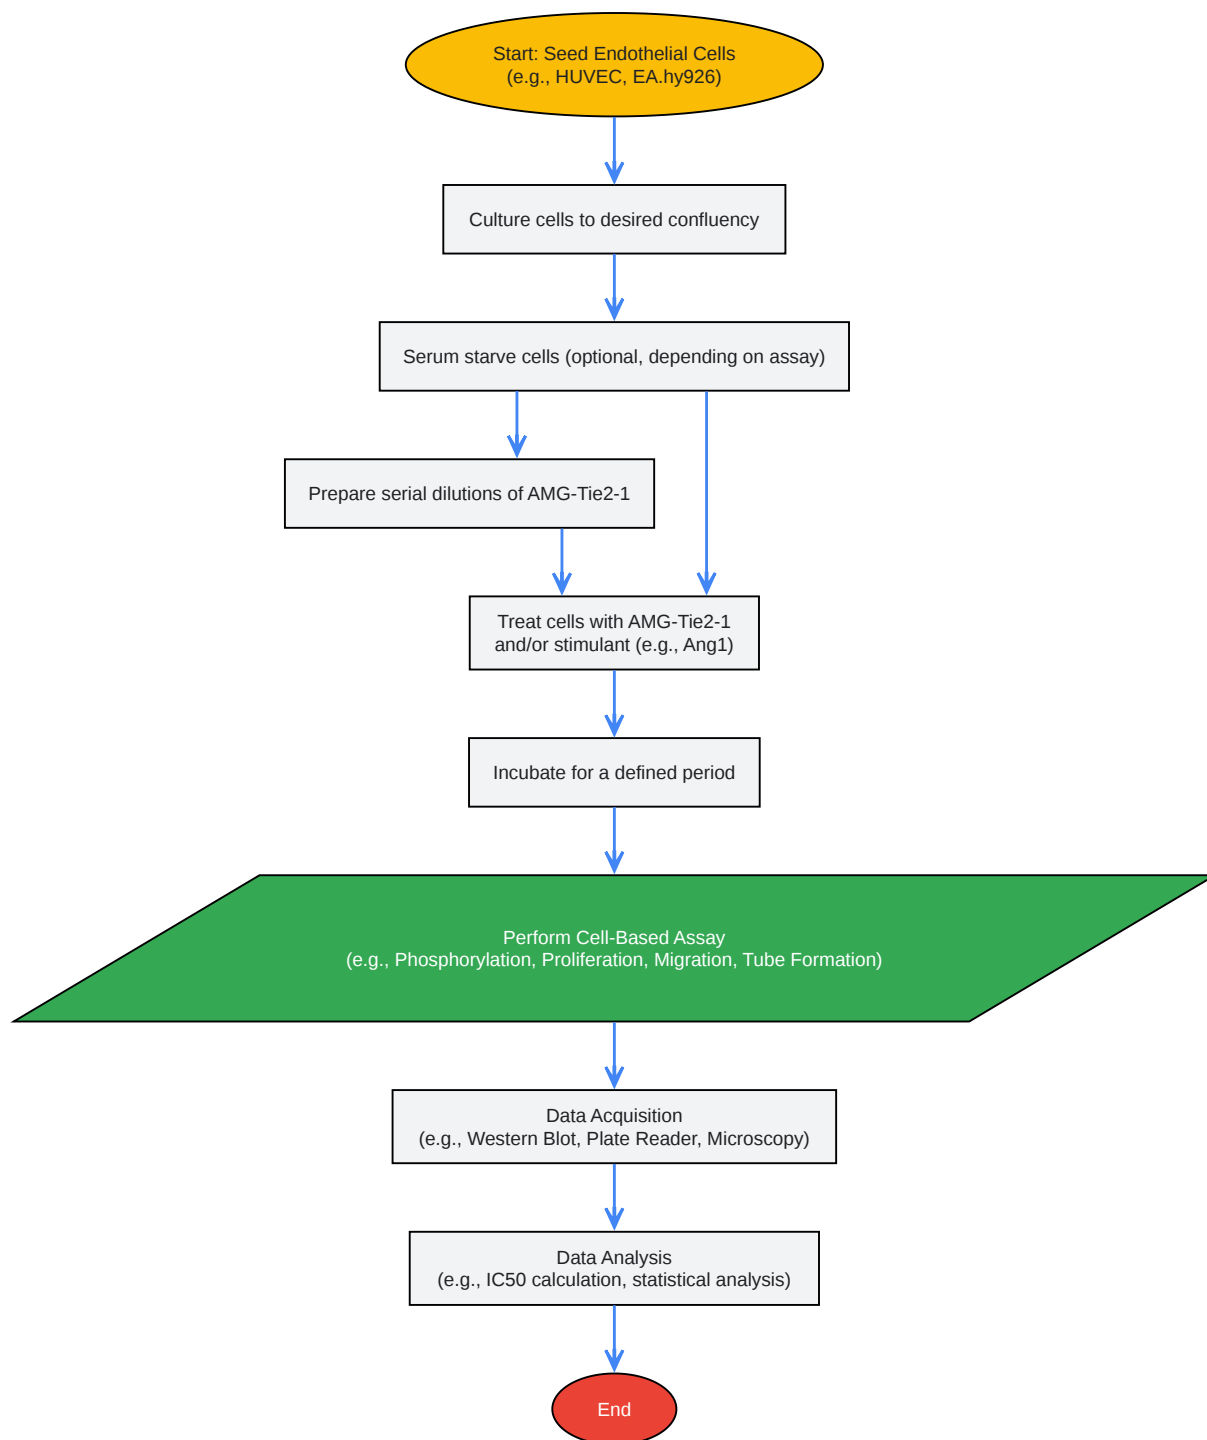 Start: Seed Endothelial Cells
(e.g., HUVEC, EA.hy926)
Culture cells to desired confluency
Serum starve cells (optional, depending on assay)
Prepare serial dilutions of AMG-Tie2-1
Treat cells with AMG-Tie2-1
and/or stimulant (e.g., Ang1)
Incubate for a defined period
Perform Cell-Based Assay
(e.g., Phosphorylation, Proliferation, Migration, Tube Formation)
Data Acquisition
(e.g., Western Blot, Plate Reader, Microscopy)
Data Analysis
(e.g., IC50 calculation, statistical analysis)
End